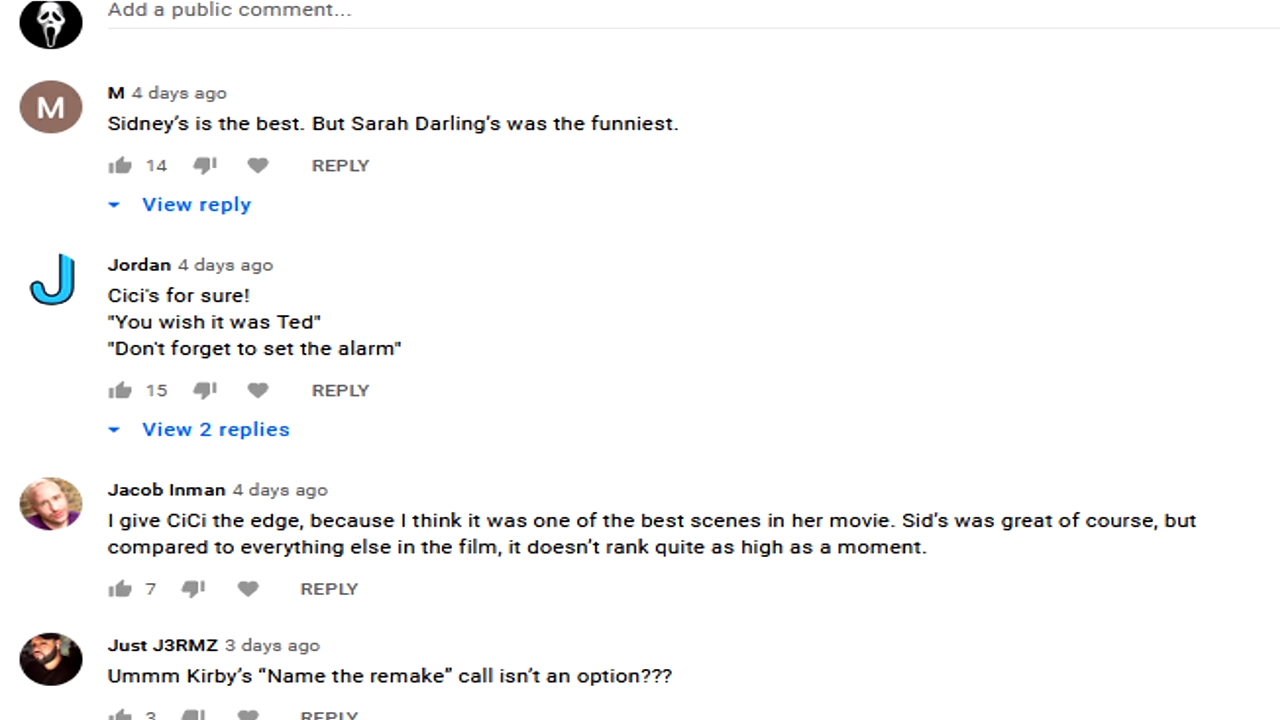 Add a public comment...
M 4 days ago
M
Sidney’s is the best. But Sarah Darling’s was the funniest.
14 REPLY
View reply
Jordan 4 days ago
J
Cici's for sure!
"You wish it was Ted"
"Don't forget to set the alarm"
15 REPLY
View 2 replies
Jacob Inman 4 days ago
I give CiCi the edge, because I think it was one of the best scenes in her movie. Sid’s was great of course, but
compared to everything else in the film, it doesn’t rank quite as high as a moment.
7 REPLY
Just J3RMZ 3 days ago
Ummm Kirby’s “Name the remake” call isn’t an option???
3 REPLY